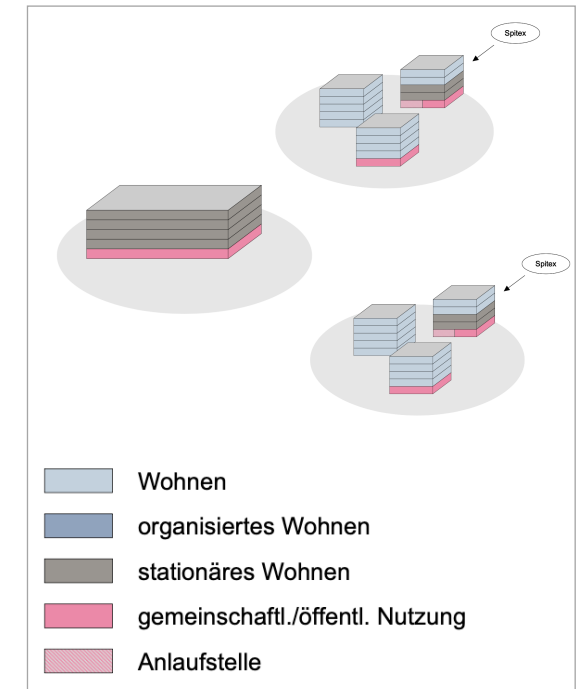 Spitex
Spitex
Wohnen
organisiertes Wohnen
stationäres Wohnen
gemeinschaftl./öffentl. Nutzung
Anlaufstelle